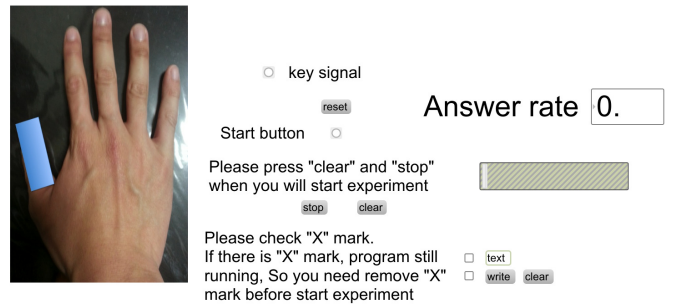 key signal
reset
Answer rate 0.
Start button
Please press "clear" and "stop"
when you will start experiment
stop clear
Please check "X" mark.
If there is "X" mark, program still
running, So you need remove "X"
mark before start experiment
text
write clear